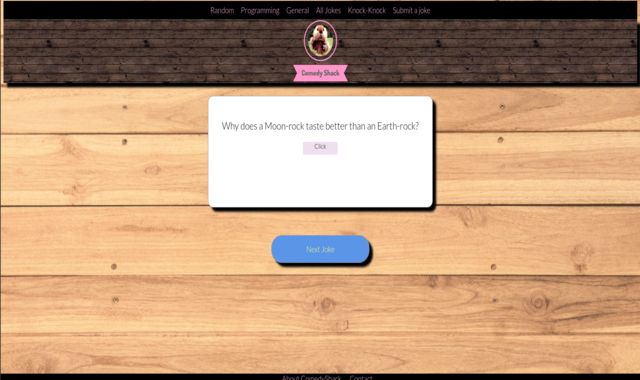 Random Programming General All Jokes Knock-Knock Submit a joke
Comedy Shack
Why does a Moon-rock taste better than an Earth-rock?
Click
Next Joke
About ComedyShack Contact